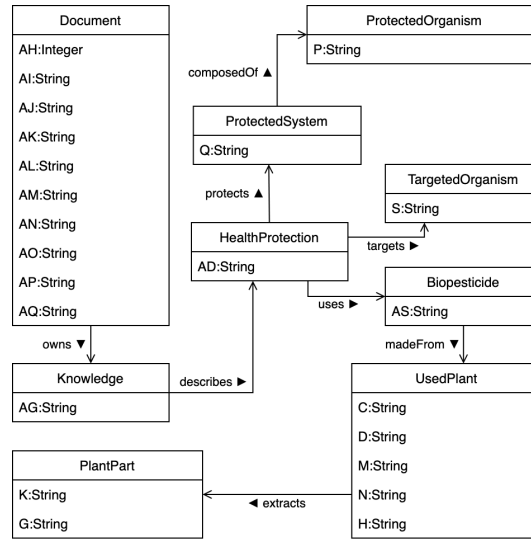 Document
AH:Integer
AI:String
AJ:String
AK:String
AL:String
AM:String
AN:String
AO:String
AP:String
AQ:String
owns ▼
Knowledge
AG:String
describes ►
ProtectedOrganism
P:String
composedOf ▲
ProtectedSystem
Q:String
protects ▲
TargetedOrganism
S:String
HealthProtection
AD:String
targets ►
uses ►
Biopesticide
AS:String
madeFrom ▼
UsedPlant
C:String
D:String
M:String
N:String
H:String
PlantPart
K:String
G:String
◄ extracts